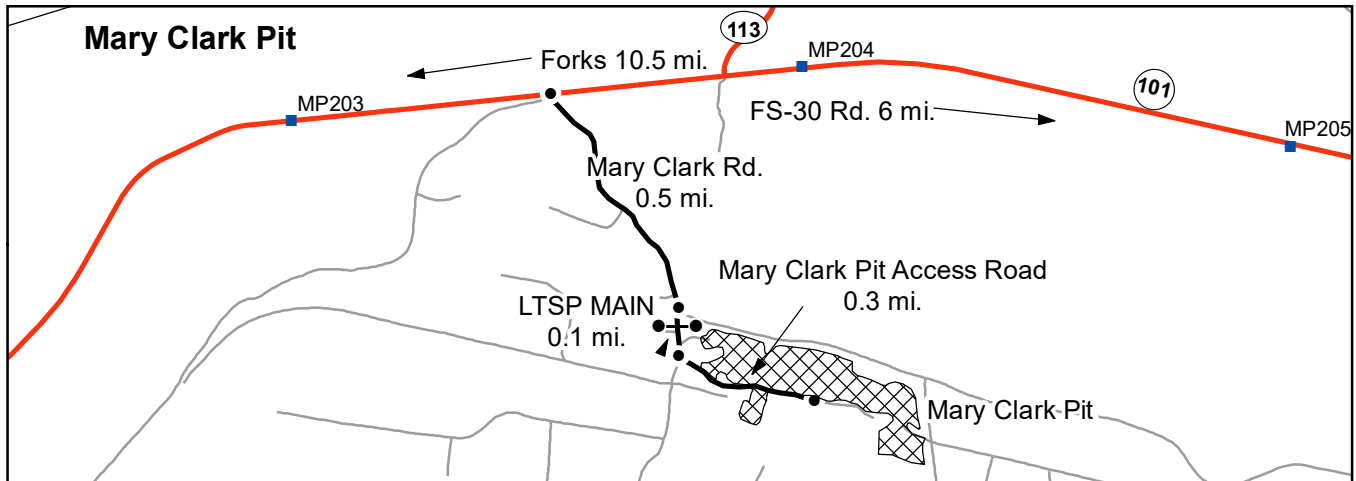 Mary Clark Pit
113
Forks 10.5 mi.
MP204
101
MP203
FS-30 Rd. 6 mi.
MP205
Mary Clark Rd.
0.5 mi.
Mary Clark Pit Access Road
0.3 mi.
LTSP MAIN
0.1 mi.
Mary Clark Pit